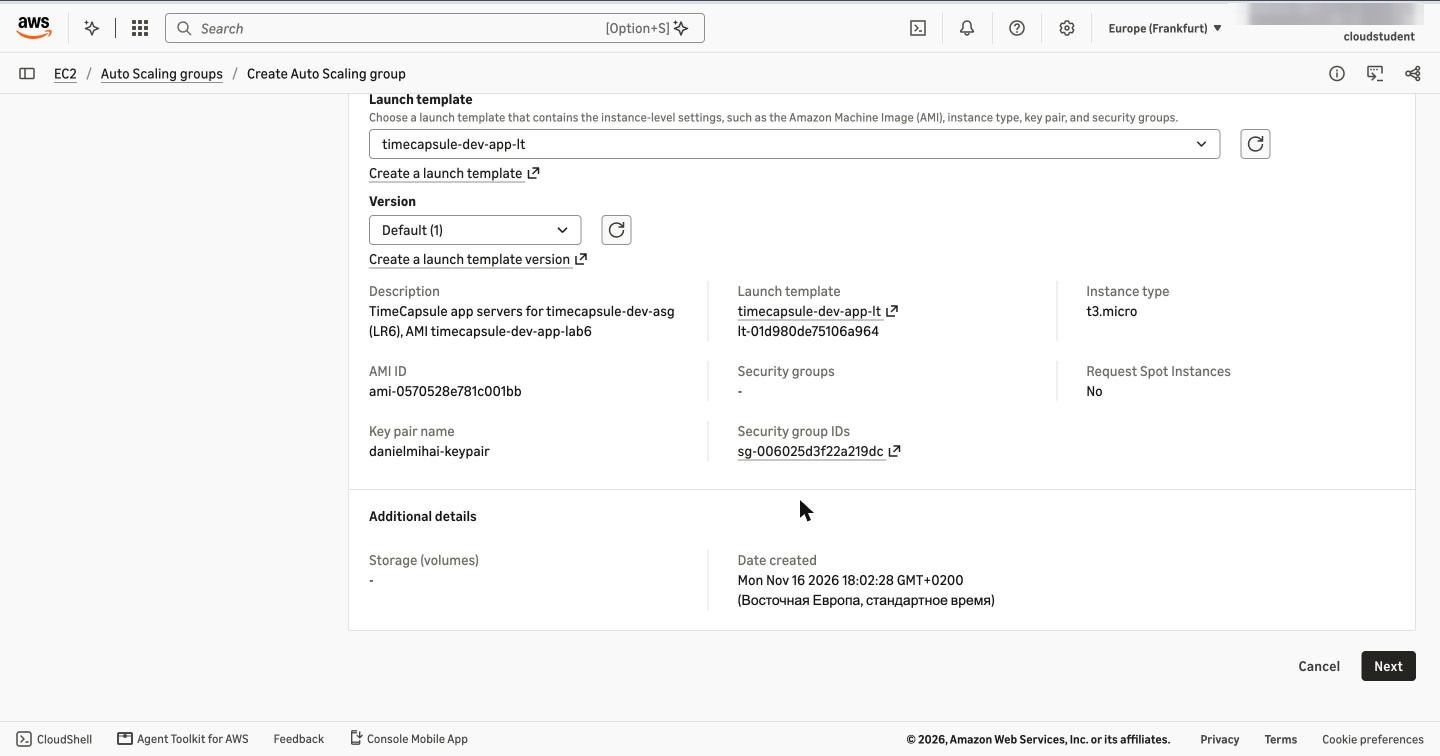 aws
Search [Option+S]
Europe (Frankfurt)
cloudstudent
EC2 / Auto Scaling groups / Create Auto Scaling group
Launch template
Choose a launch template that contains the instance-level settings, such as the Amazon Machine Image (AMI), instance type, key pair, and security groups.
timecapsule-dev-app-lt
Create a launch template
Version
Default (1)
Create a launch template version
Description
TimeCapsule app servers for timecapsule-dev-asg
(LR6), AMI timecapsule-dev-app-lab6
Launch template
timecapsule-dev-app-lt
lt-01d980de75106a964
Instance type
t3.micro
AMI ID
ami-0570528e781c001bb
Security groups
-
Request Spot Instances
No
Key pair name
danielmihai-keypair
Security group IDs
sg-006025d3f22a219dc
Additional details
Storage (volumes)
-
Date created
Mon Nov 16 2026 18:02:28 GMT+0200
(Восточная Европа, стандартное время)
Cancel Next
CloudShell Agent Toolkit for AWS Feedback Console Mobile App © 2026, Amazon Web Services, Inc. or its affiliates. Privacy Terms Cookie preferences